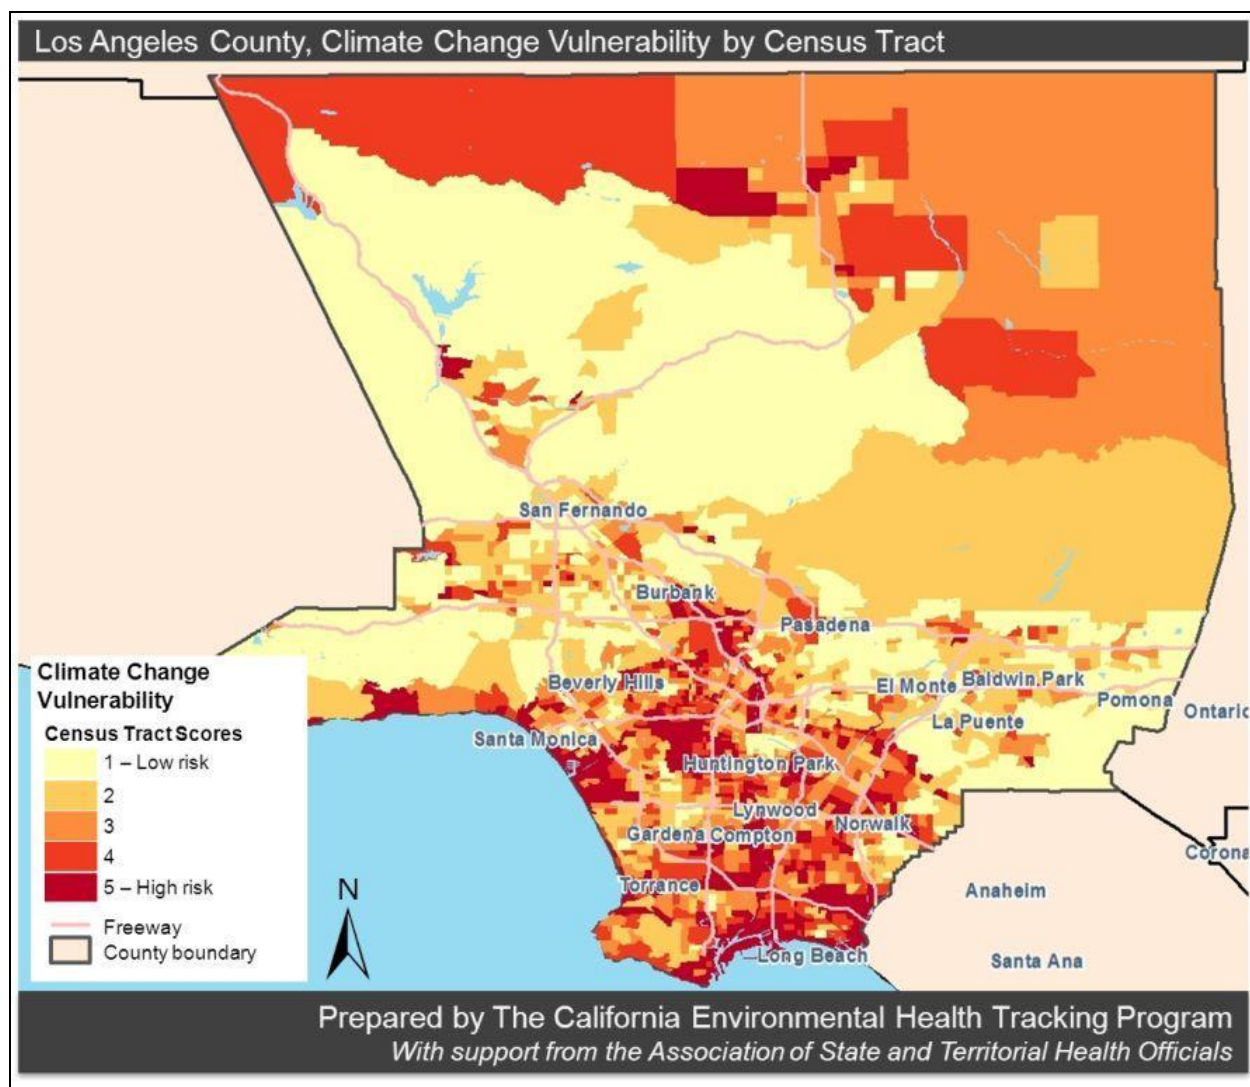 Los Angeles County, Climate Change Vulnerability by Census Tract
San Fernando
Burbank
Pasadena
Beverly Hills
El Monte
Baldwin Park
Pomona
Ontario
La Puente
Santa Monica
Huntington Park
Lynwood
Norwalk
Gardena
Compton
Corona
Torrance
Anaheim
Long Beach
Santa Ana
Climate Change
Vulnerability
Census Tract Scores
1 – Low risk
2
3
4
5 – High risk
Freeway
County boundary
N
Prepared by The California Environmental Health Tracking Program
With support from the Association of State and Territorial Health Officials